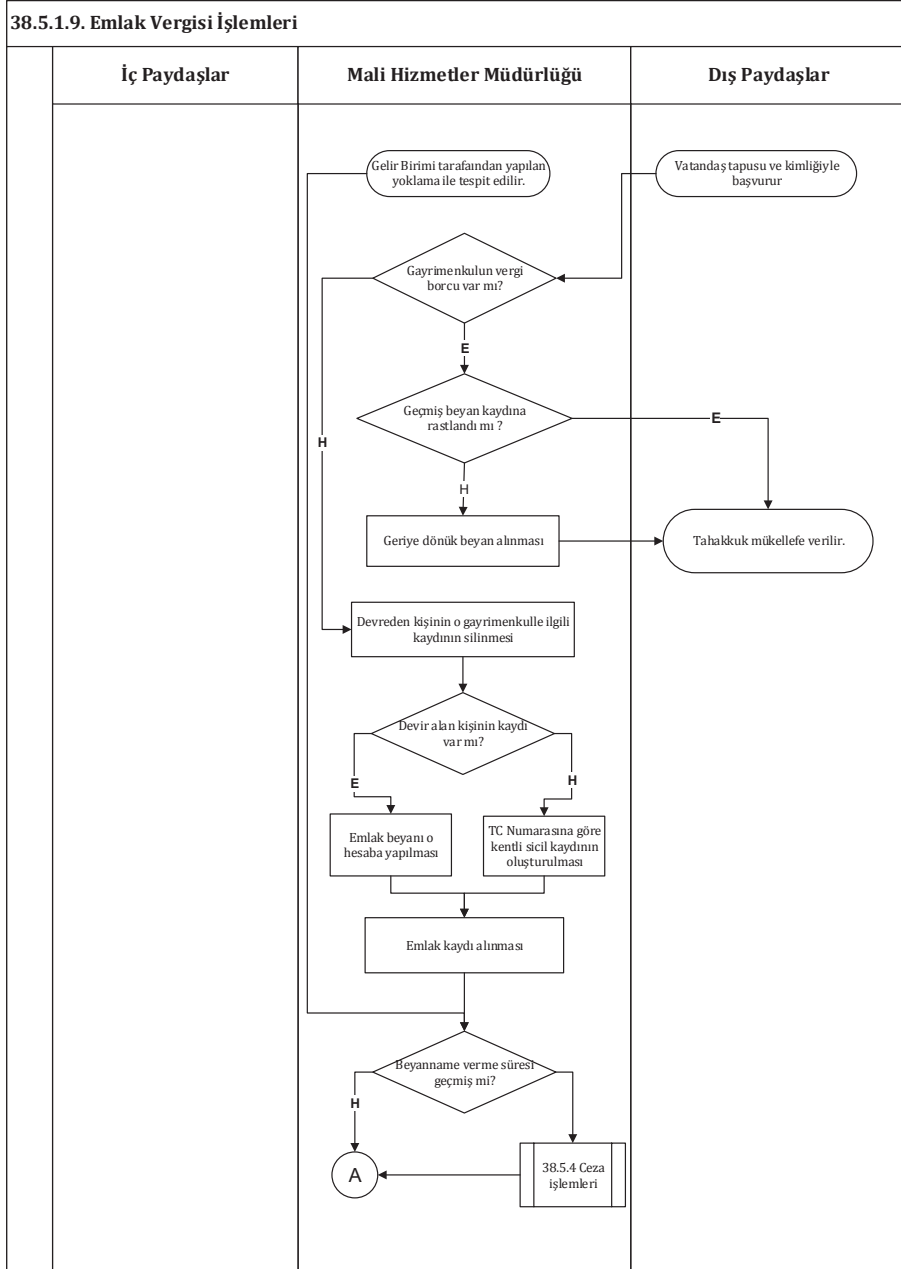 38.5.1.9. Emlak Vergisi İşlemleri
İç Paydaşlar
Mali Hizmetler Müdürlüğü
Dış Paydaşlar
Gelir Birimi tarafaından yapılan
yoklama ile tespit edilir.
Vatandaş tapusu ve kimliğiyle
başvurur
Gayrimenkulun vergi
borcu var mı?
E
Geçmiş beyan kaydına
rastlandı mı ?
E
H
H
Geriye dönük beyan alınması
Tahakkuk mükellefe verilir.
Devreden kişinin o gayrimenkulle ilgili
kaydının silinmesi
Devir alan kişinin kaydı
var mı?
E
H
Emlak beyanı o
hesaba yapılması
TC Numarasına göre
kentli sicil kaydının
oluşturulması
Emlak kaydı alınması
Beyanname verme süresi
geçmiş mi?
H
A
38.5.4 Ceza
işlemleri